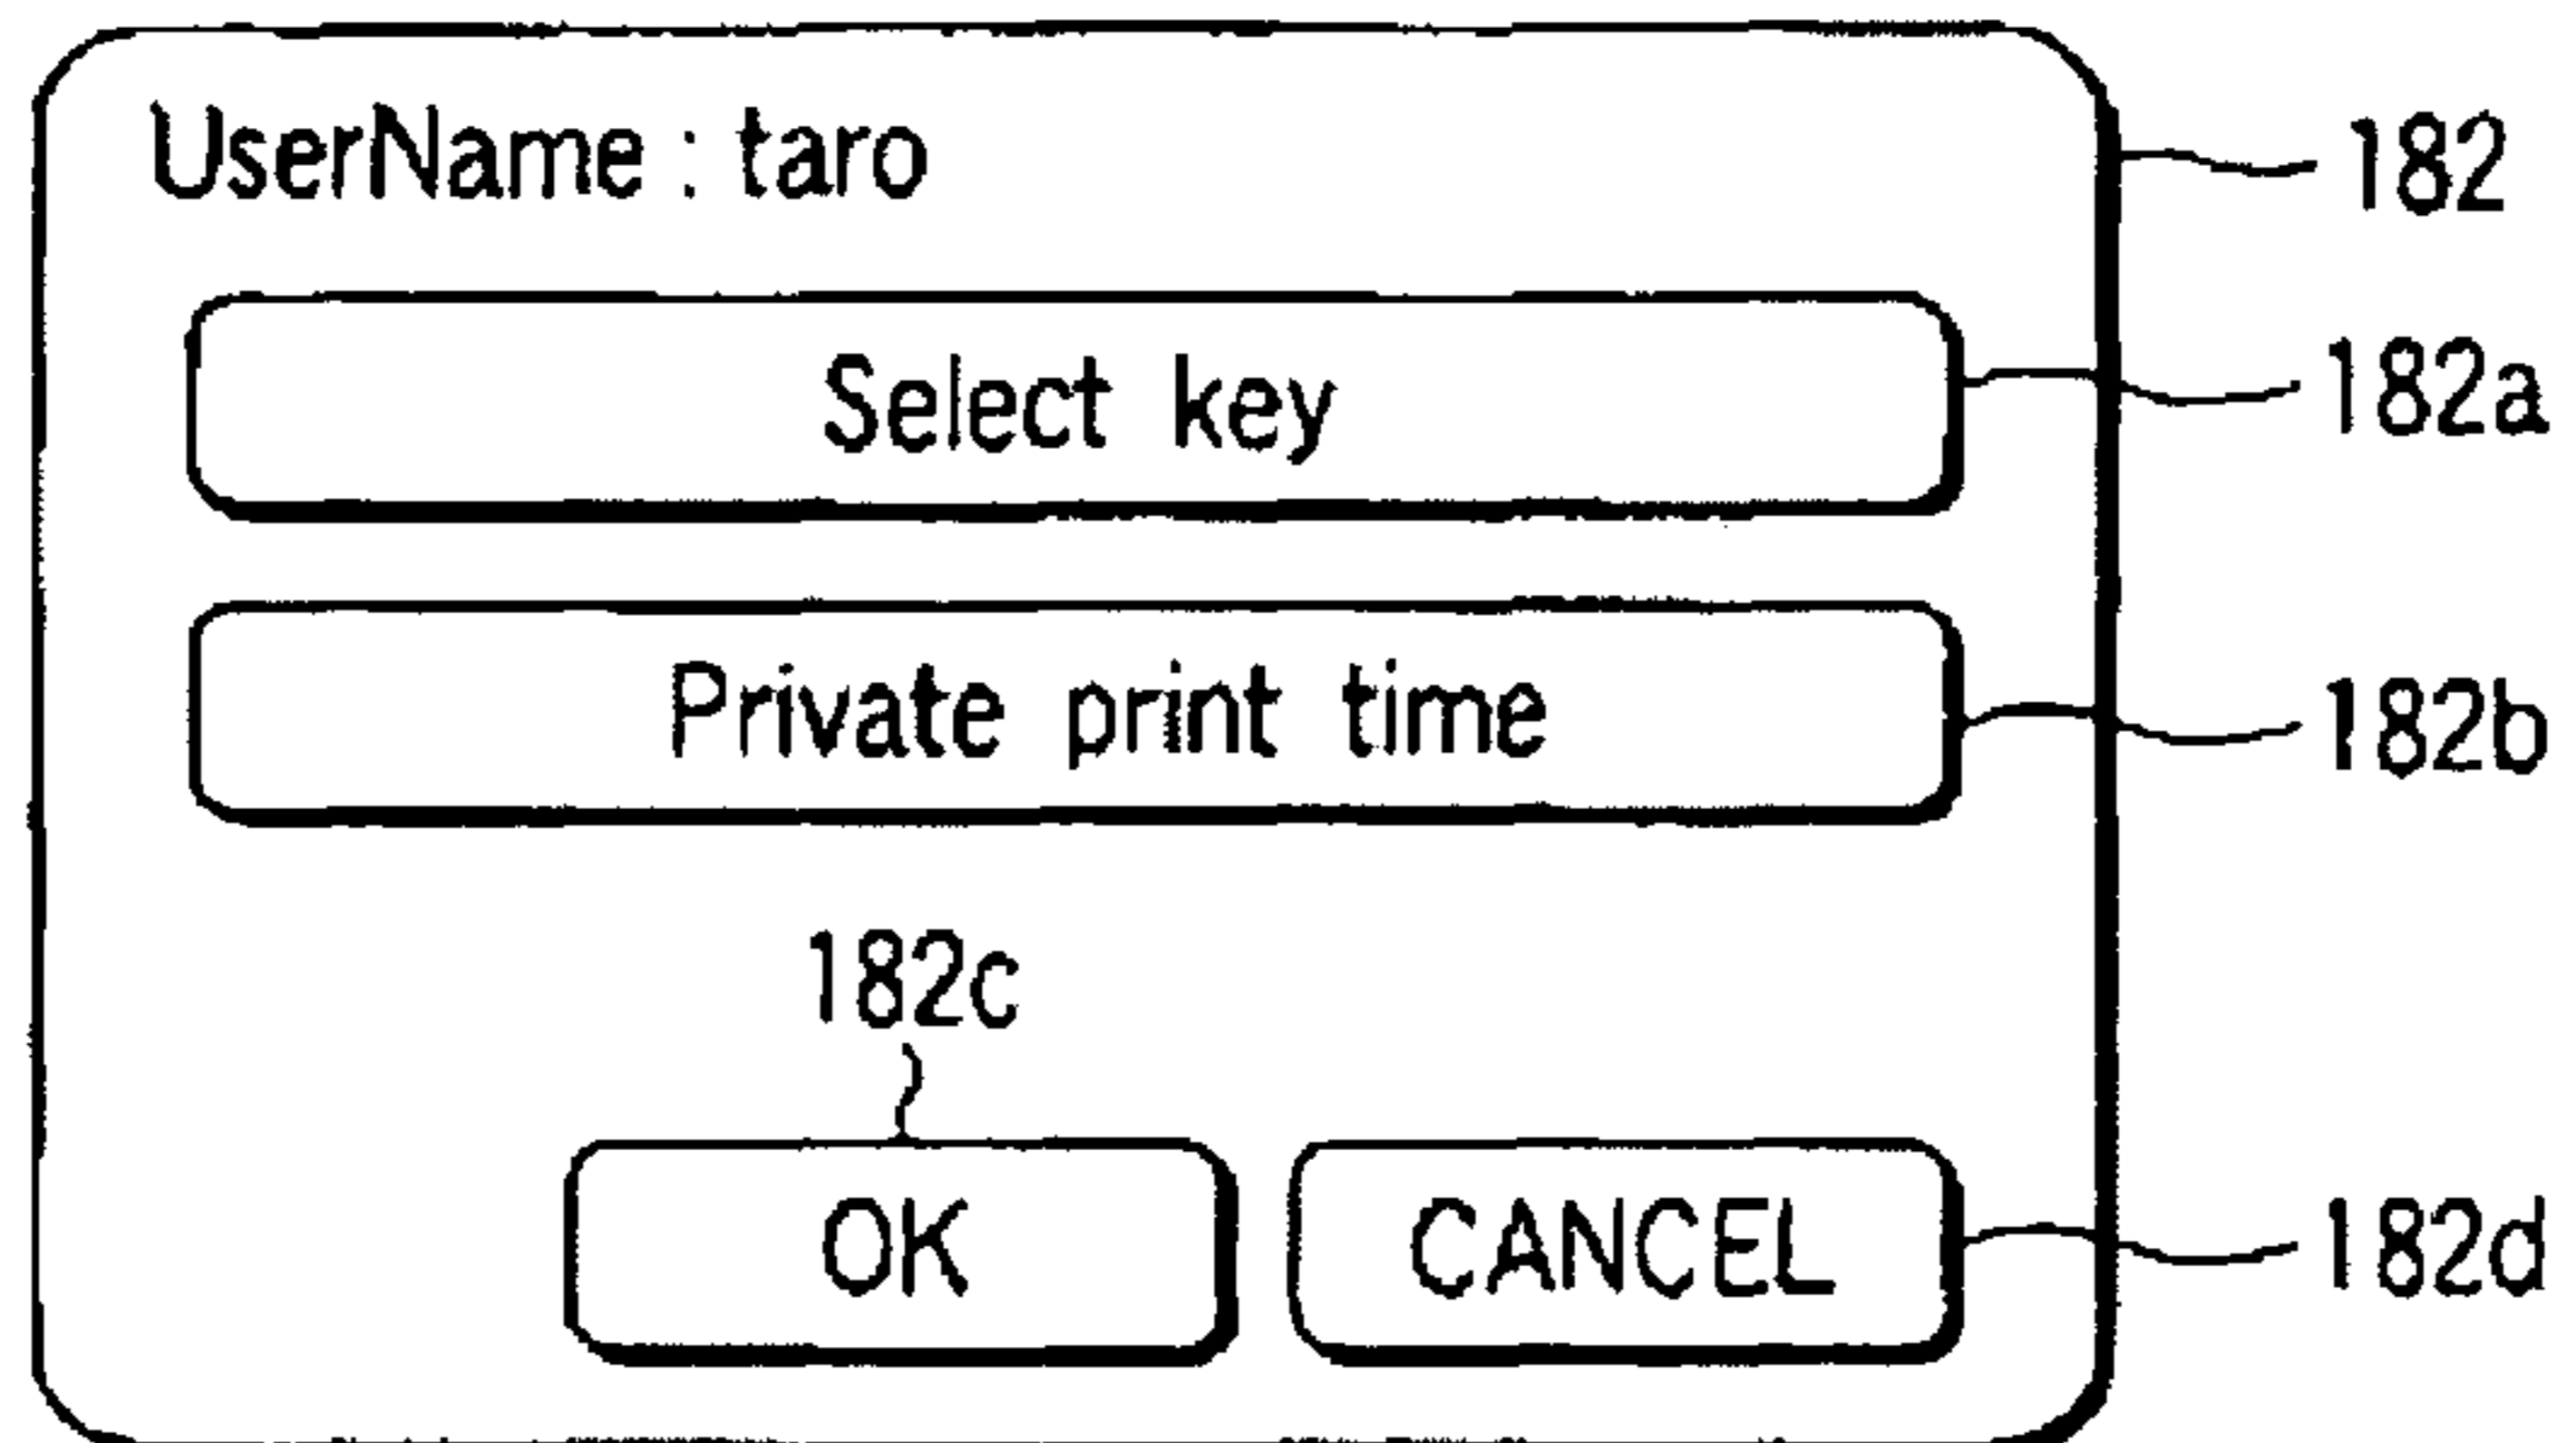 UserName : taro
182
Select key
182a
Private print time
182b
182c
OK
CANCEL
182d